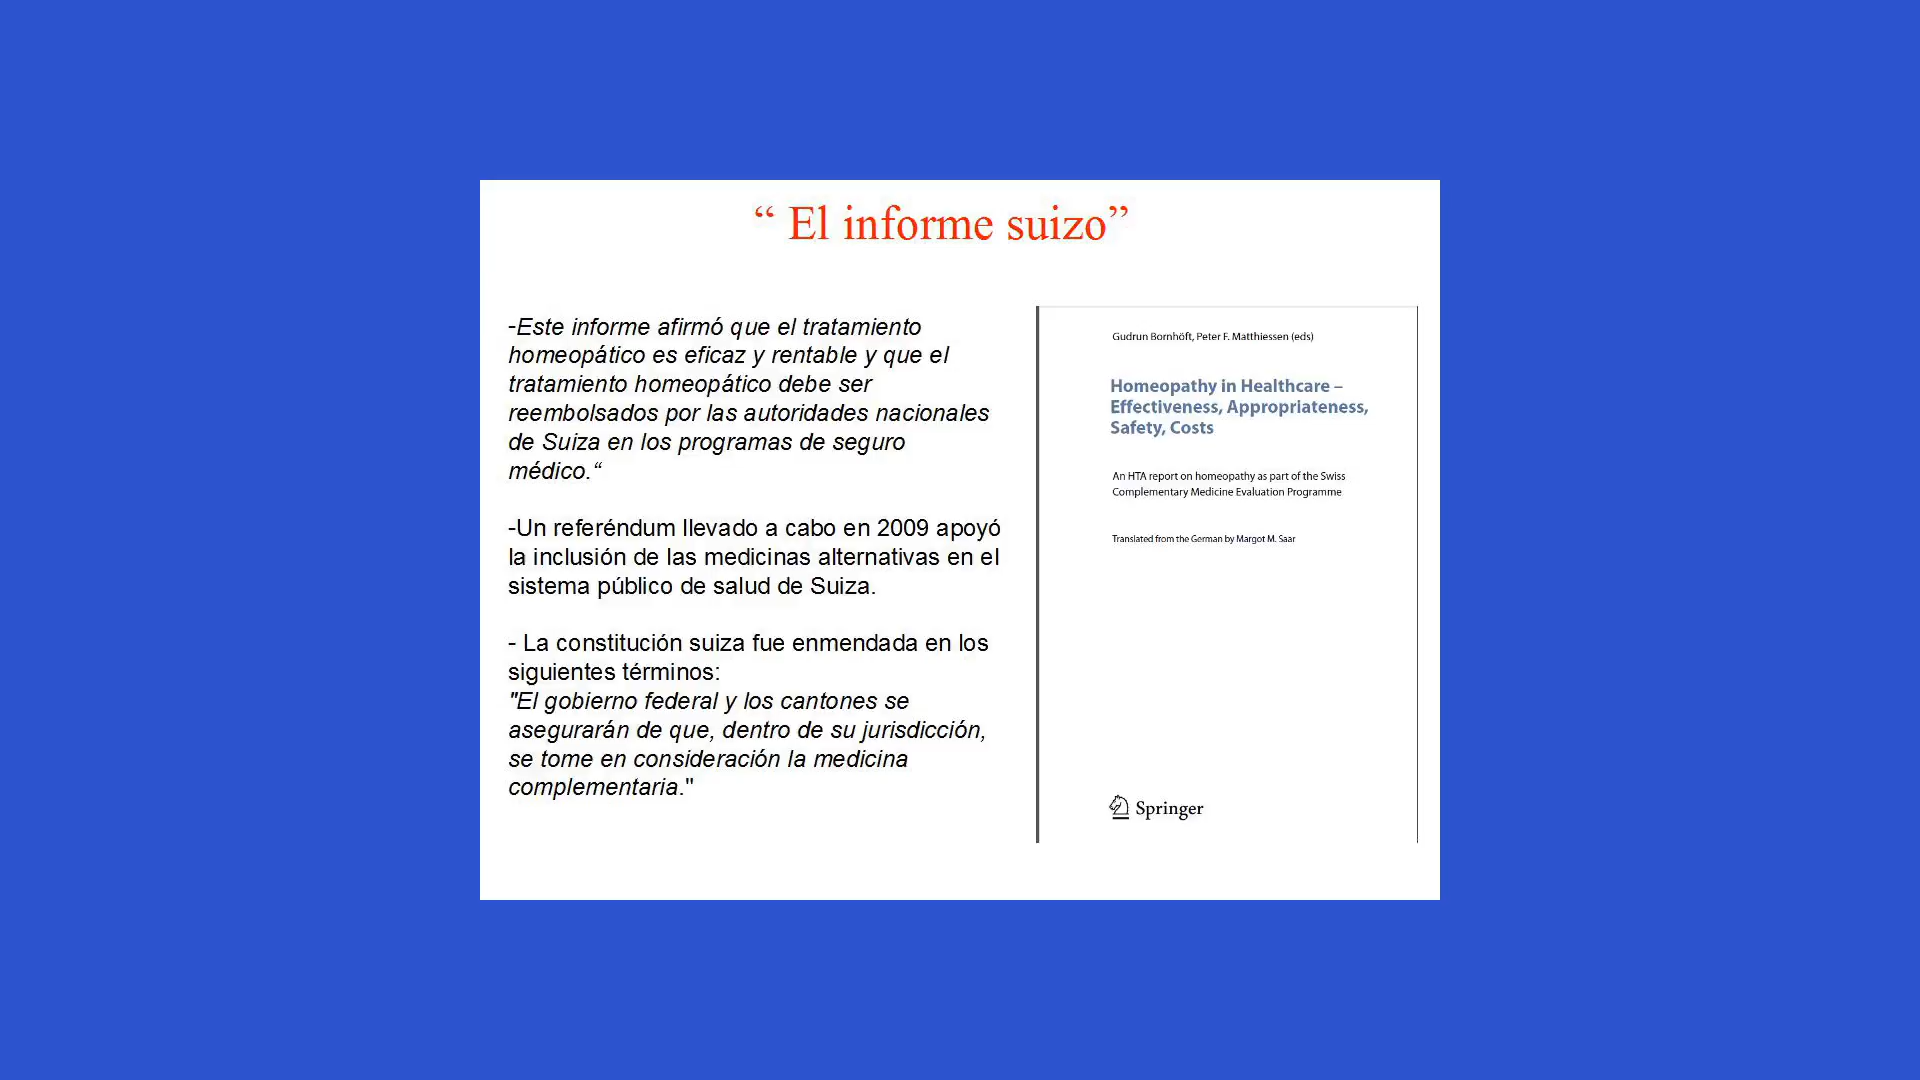 “ El informe suizo”
-Este informe afirmó que el tratamiento
homeopático es eficaz y rentable y que el
tratamiento homeopático debe ser
reembolsados por las autoridades nacionales
de Suiza en los programas de seguro
médico.“
-Un referéndum llevado a cabo en 2009 apoyó
la inclusión de las medicinas alternativas en el
sistema público de salud de Suiza.
- La constitución suiza fue enmendada en los
siguientes términos:
"El gobierno federal y los cantones se
asegurarán de que, dentro de su jurisdicción,
se tome en consideración la medicina
complementaria."
Gudrun Bornhöft, Peter F. Matthiessen (eds)
Homeopathy in Healthcare –
Effectiveness, Appropriateness,
Safety, Costs
An HTA report on homeopathy as part of the Swiss
Complementary Medicine Evaluation Programme
Translated from the German by Margot M. Saar
Springer